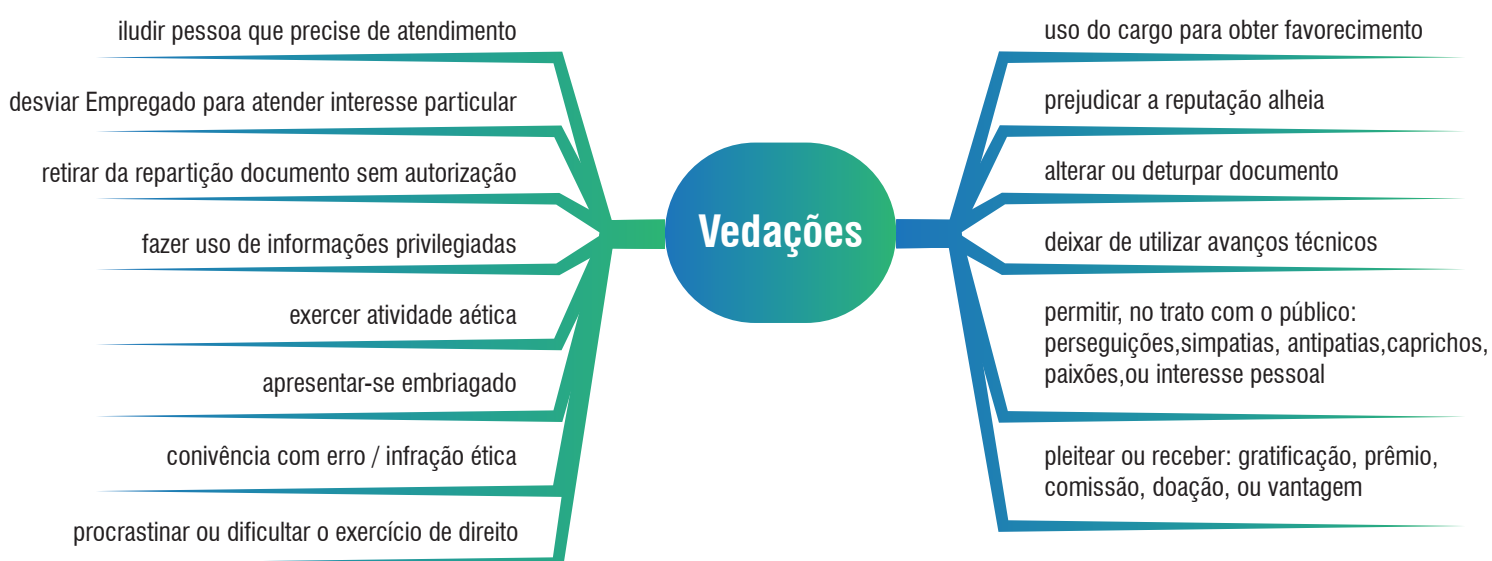 iludir pessoa que precise de atendimento
desviar Empregado para atender interesse particular
retirar da repartição documento sem autorização
fazer uso de informações privilegiadas
exercer atividade aética
apresentar-se embriagado
conivência com erro / infração ética
procrastinar ou dificultar o exercício de direito
Vedações
uso do cargo para obter favorecimento
prejudicar a reputação alheia
alterar ou deturpar documento
deixar de utilizar avanços técnicos
permitir, no trato com o público:
perseguições,simpatias, antipatias,caprichos,
paixões,ou interesse pessoal
pleitear ou receber: gratificação, prêmio,
comissão, doação, ou vantagem